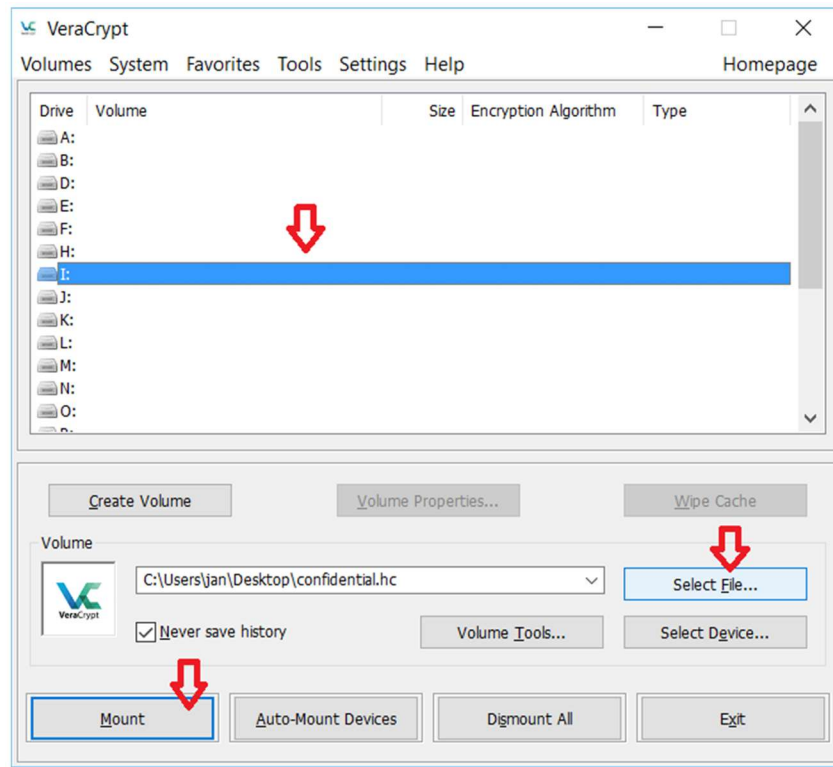 VeraCrypt
Volumes System Favorites Tools Settings Help Homepage
Drive Volume Size Encryption Algorithm Type
A:
B:
D:
E:
F:
H:
I:
J:
K:
L:
M:
N:
O:
Create Volume Volume Properties... Wipe Cache
Volume
C:\Users\jan\Desktop\confidential.hc Select File...
VeraCrypt
Never save history Volume Tools... Select Device...
Mount Auto-Mount Devices Dismount All Exit